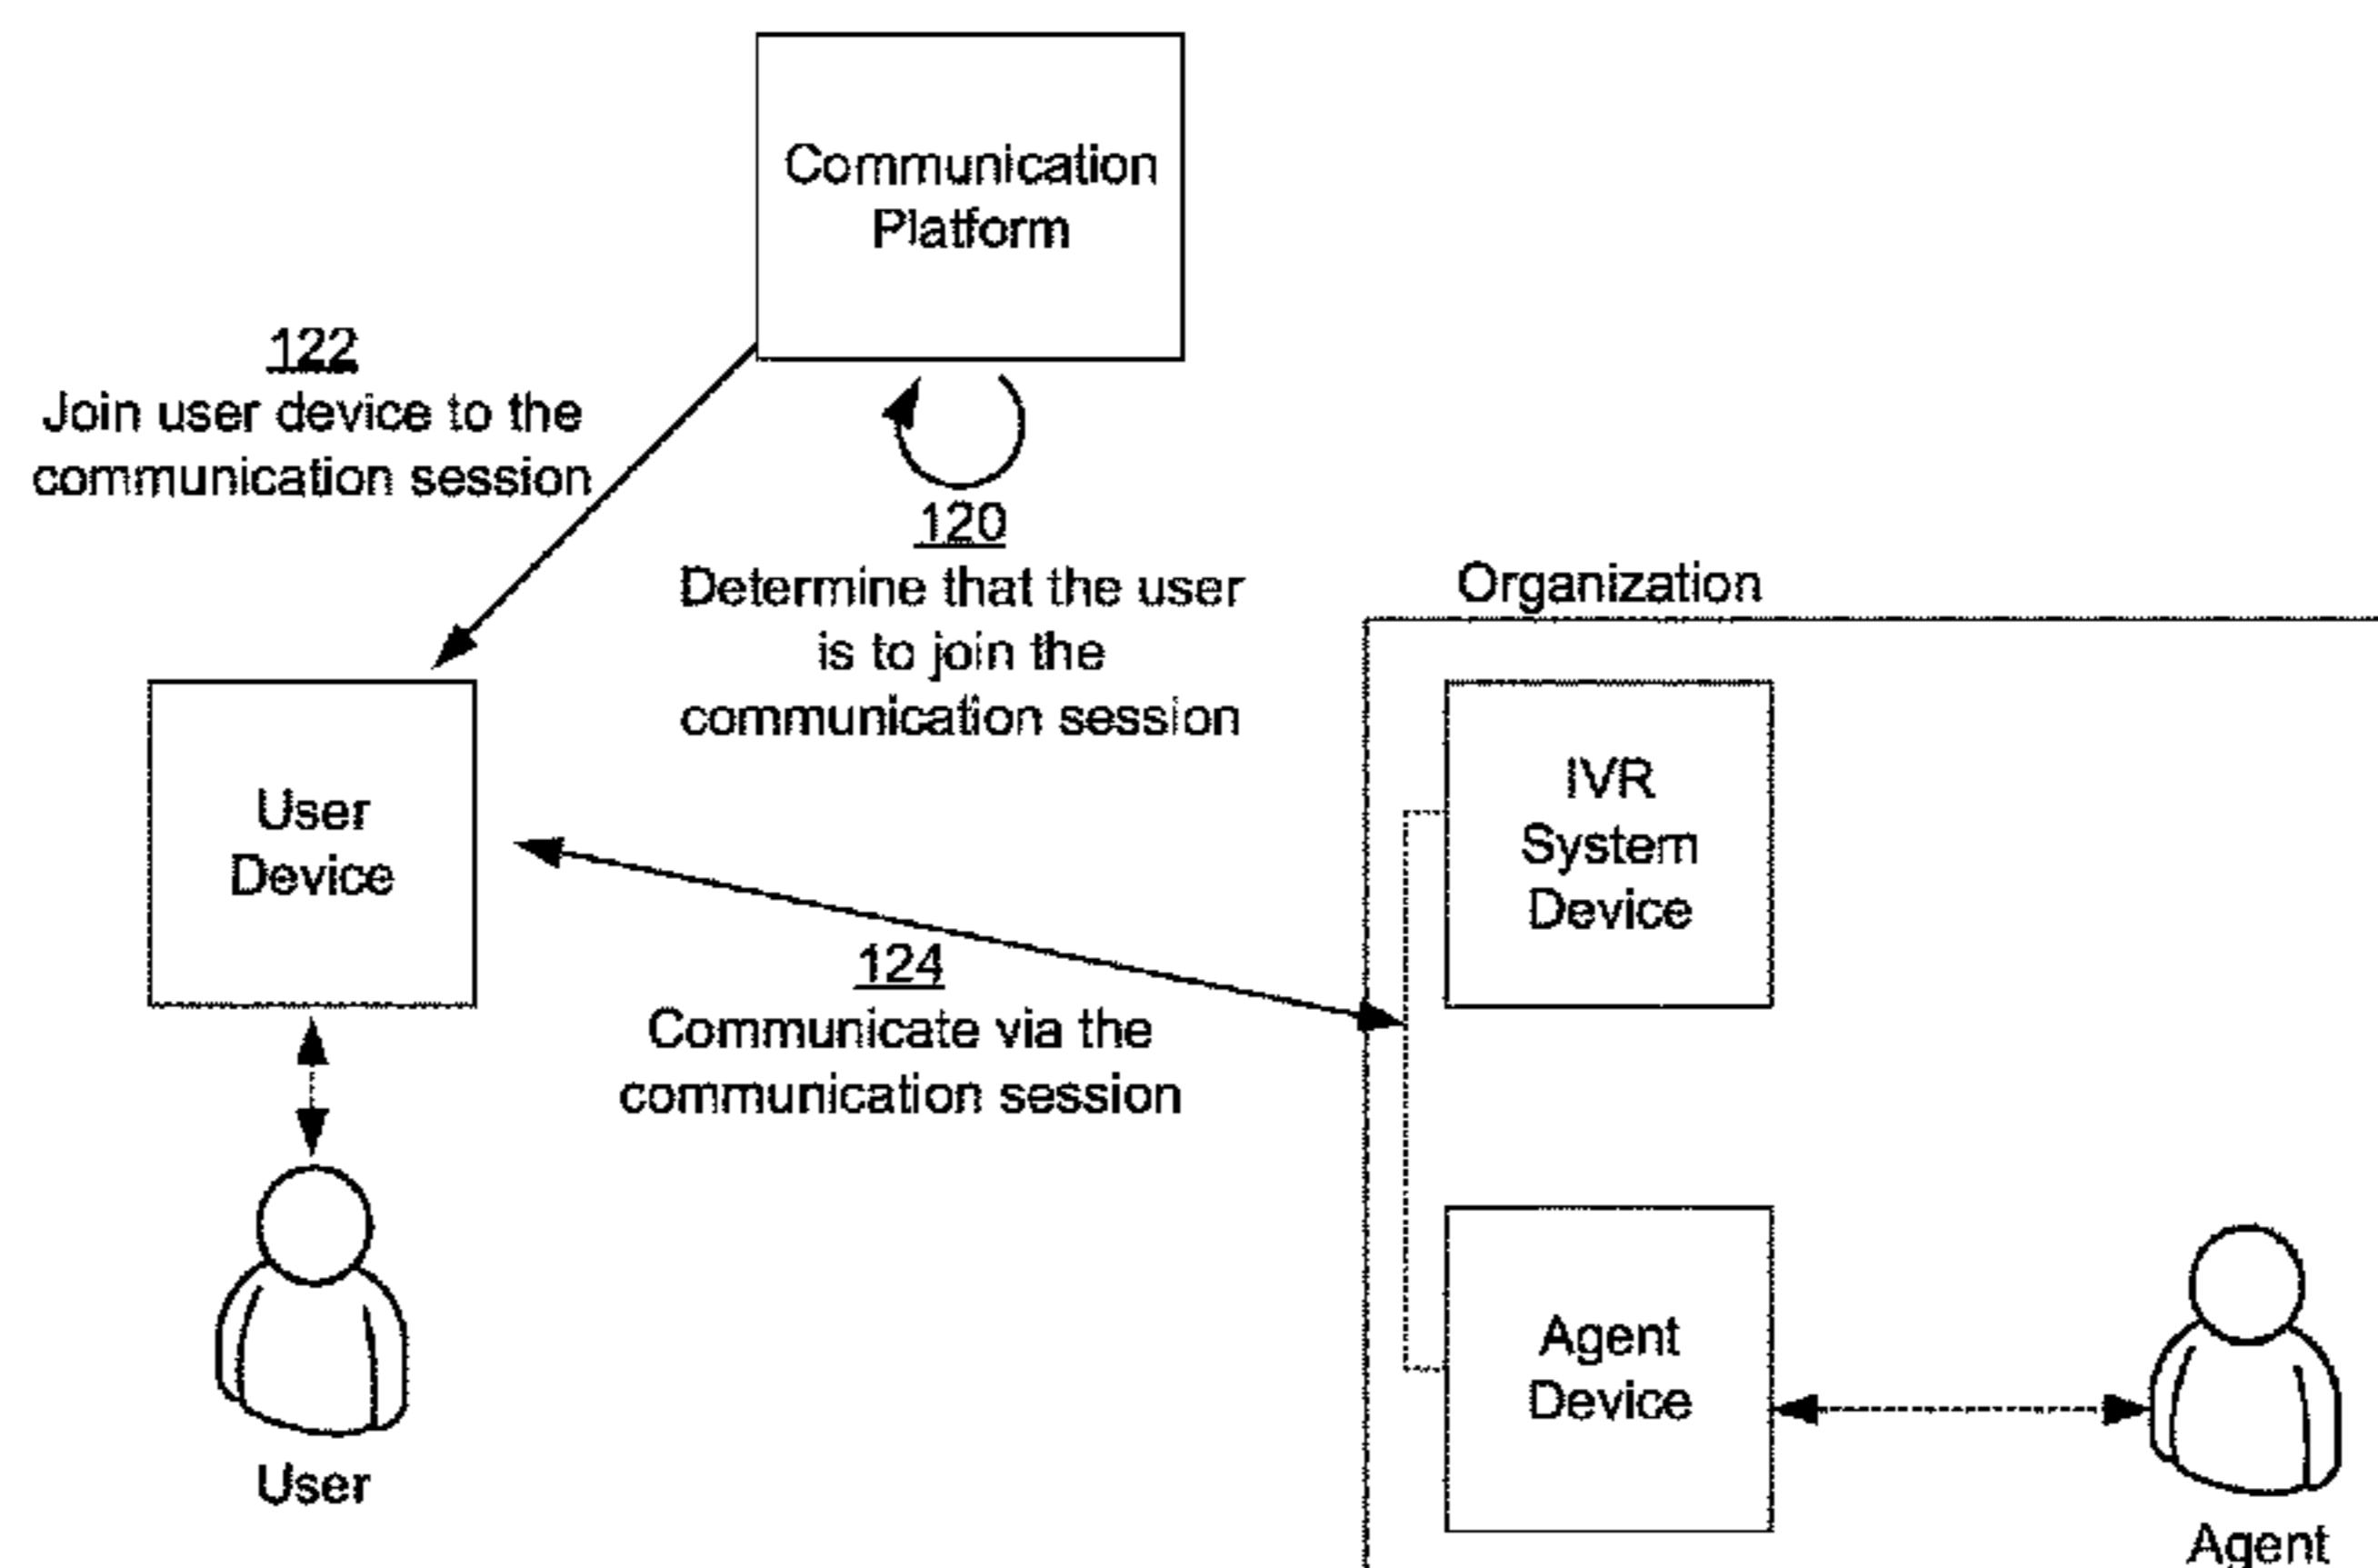 Communication
Platform
122
Join user device to the
communication session
120
Determine that the user
is to join the
communication session
Organization
User
Device
IVR
System
Device
124
Communicate via the
communication session
Agent
Device
User
Agent